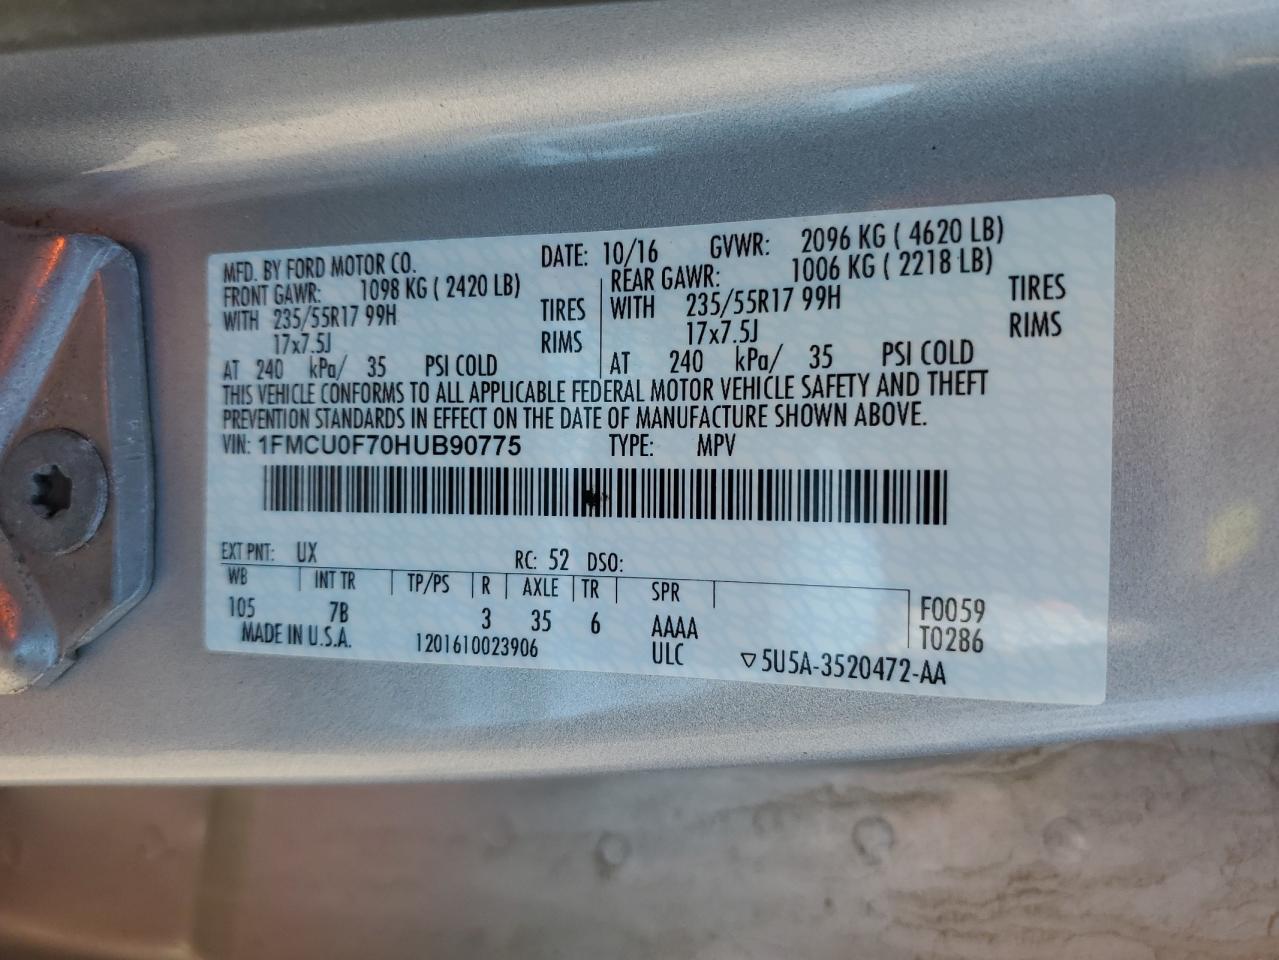 MFD. BY FORD MOTOR CO. DATE: 10/16 GVWR: 2096 KG ( 4620 LB)
FRONT GAWR: 1098 KG ( 2420 LB) REAR GAWR: 1006 KG ( 2218 LB)
WITH 235/55R17 99H TIRES WITH 235/55R17 99H TIRES
17x7.5J RIMS 17x7.5J RIMS
AT 240 kPa/ 35 PSI COLD AT 240 kPa/ 35 PSI COLD
THIS VEHICLE CONFORMS TO ALL APPLICABLE FEDERAL MOTOR VEHICLE SAFETY AND THEFT
PREVENTION STANDARDS IN EFFECT ON THE DATE OF MANUFACTURE SHOWN ABOVE.
VIN: 1FMCU0F70HUB90775 TYPE: MPV
EXT PNT: UX RC: 52 DSO:
WB INT TR TP/PS R AXLE TR SPR
105 7B 3 35 6 AAAA F0059
MADE IN U.S.A. 1201610023906 ULC T0286
▽5U5A-3520472-AA